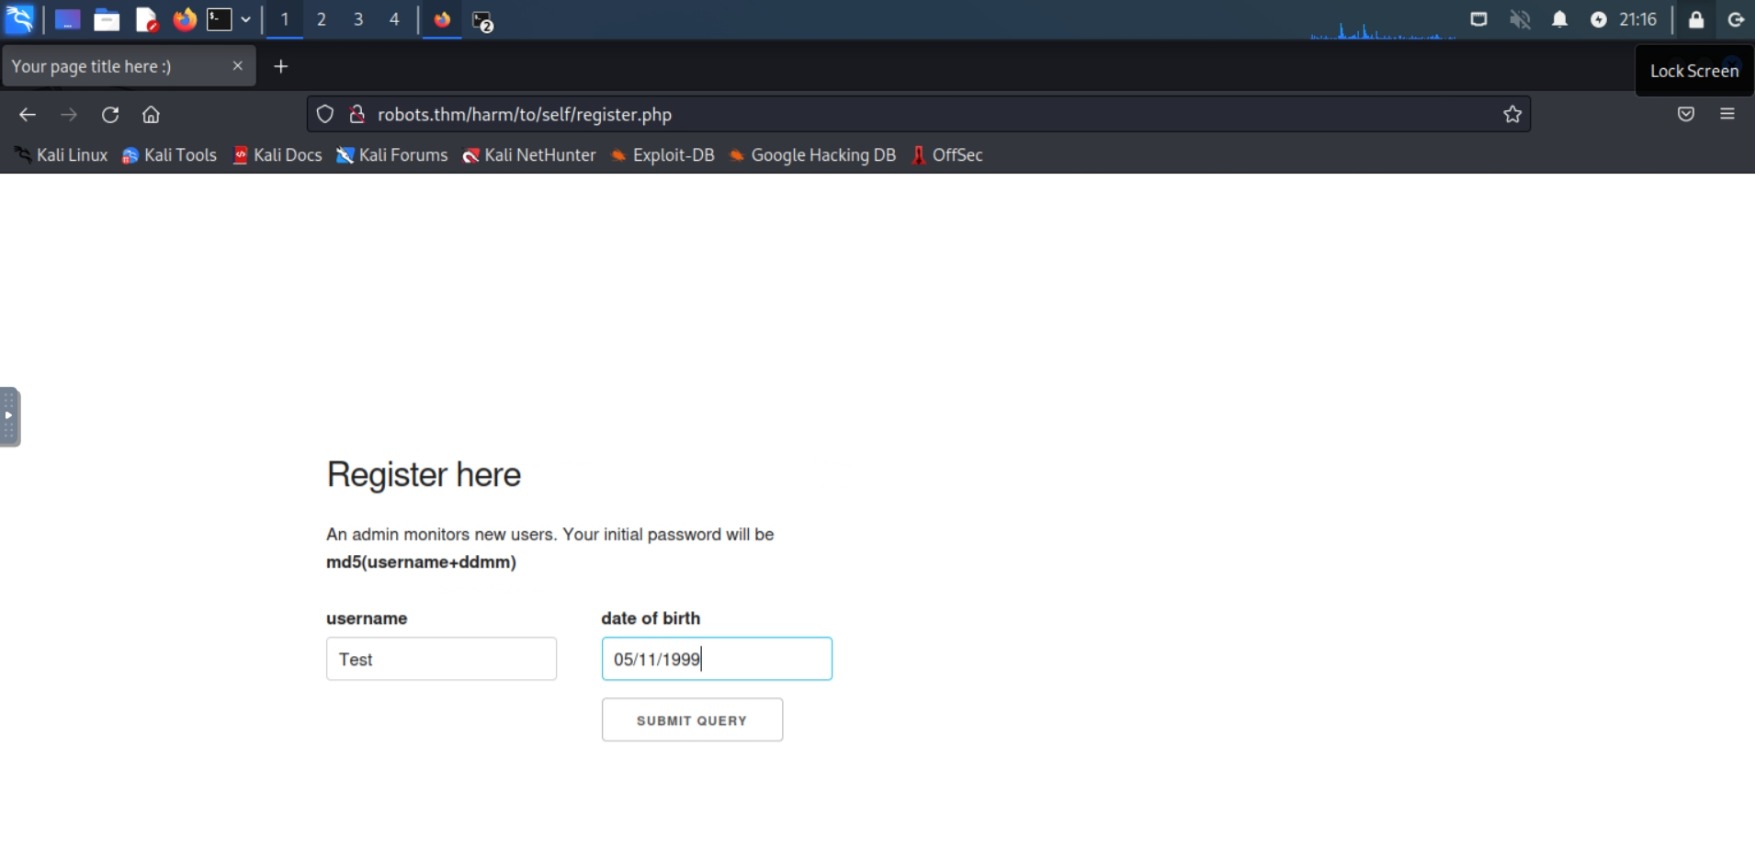 1 2 3 4 2 21:16
Your page title here :) × +
Lock Screen
robots.thm/harm/to/self/register.php
Kali Linux Kali Tools Kali Docs Kali Forums Kali NetHunter Exploit-DB Google Hacking DB OffSec
Register here
An admin monitors new users. Your initial password will be
md5(username+ddmm)
username date of birth
Test 05/11/1999
SUBMIT QUERY